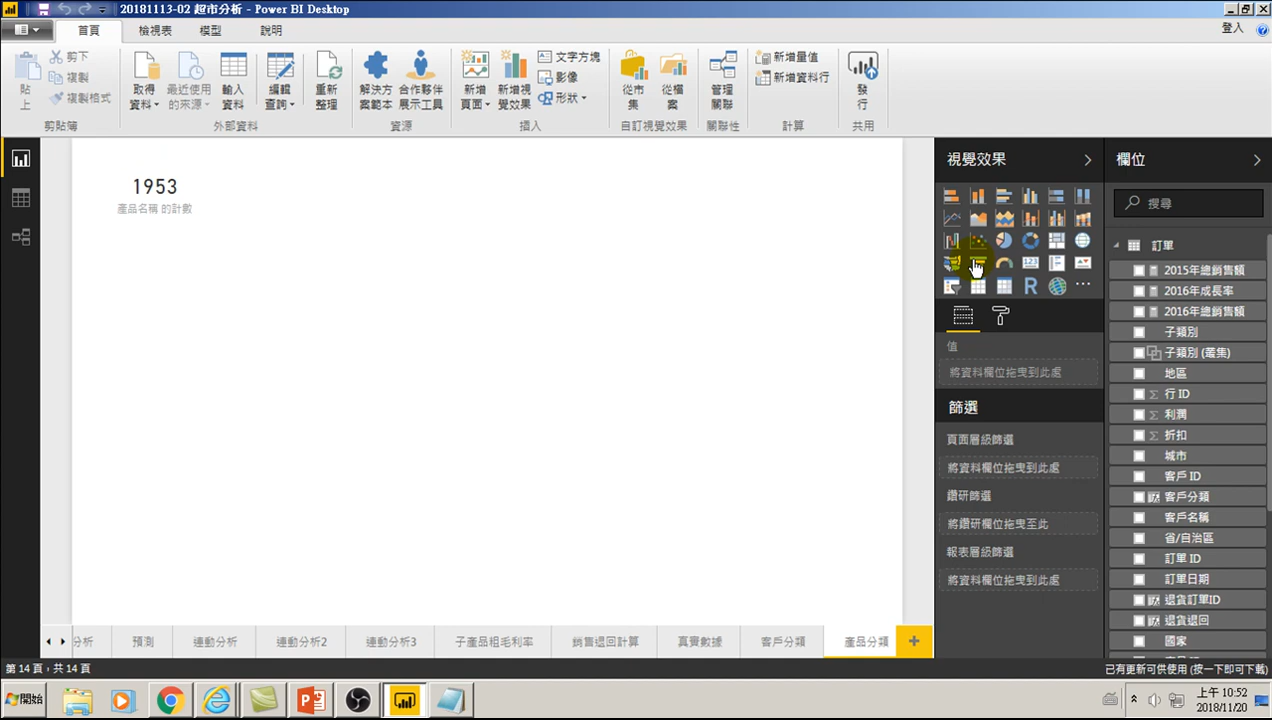 20181113-02 超市分析 - Power BI Desktop
首頁 檢視表 模型 說明 登入
貼上 剪下 複製 複製格式
剪貼簿
取得資料 最近使用的來源 輸入資料 編輯查詢 重新整理
外部資料
解決方案範本 合作夥伴展示工具
資源
新增頁面 新增視覺效果 文字方塊 影像 形狀
插入
從市集 從檔案
自訂視覺效果
管理關聯
關聯性
新增量值 新增資料行
計算
發行
共用
1953
產品名稱 的計數
視覺效果
123
R
值
將資料欄位拖曳到此處
篩選
頁面層級篩選
將資料欄位拖曳到此處
鑽研篩選
將鑽研欄位拖曳至此
報表層級篩選
將資料欄位拖曳到此處
欄位
搜尋
訂單
2015年總銷售額
2016年成長率
2016年總銷售額
子類別
子類別 (叢集)
地區
行 ID
利潤
折扣
城市
客戶 ID
客戶分類
客戶名稱
省/自治區
訂單 ID
訂單日期
退貨訂單ID
退貨退回
國家
分析 預測 連動分析 連動分析2 連動分析3 子產品粗毛利率 銷售退回計算 真實數據 客戶分類 產品分類
第 14 頁，共 14 頁
已有更新可供使用 (按一下即可下載)
開始
上午 10:52
2018/11/20